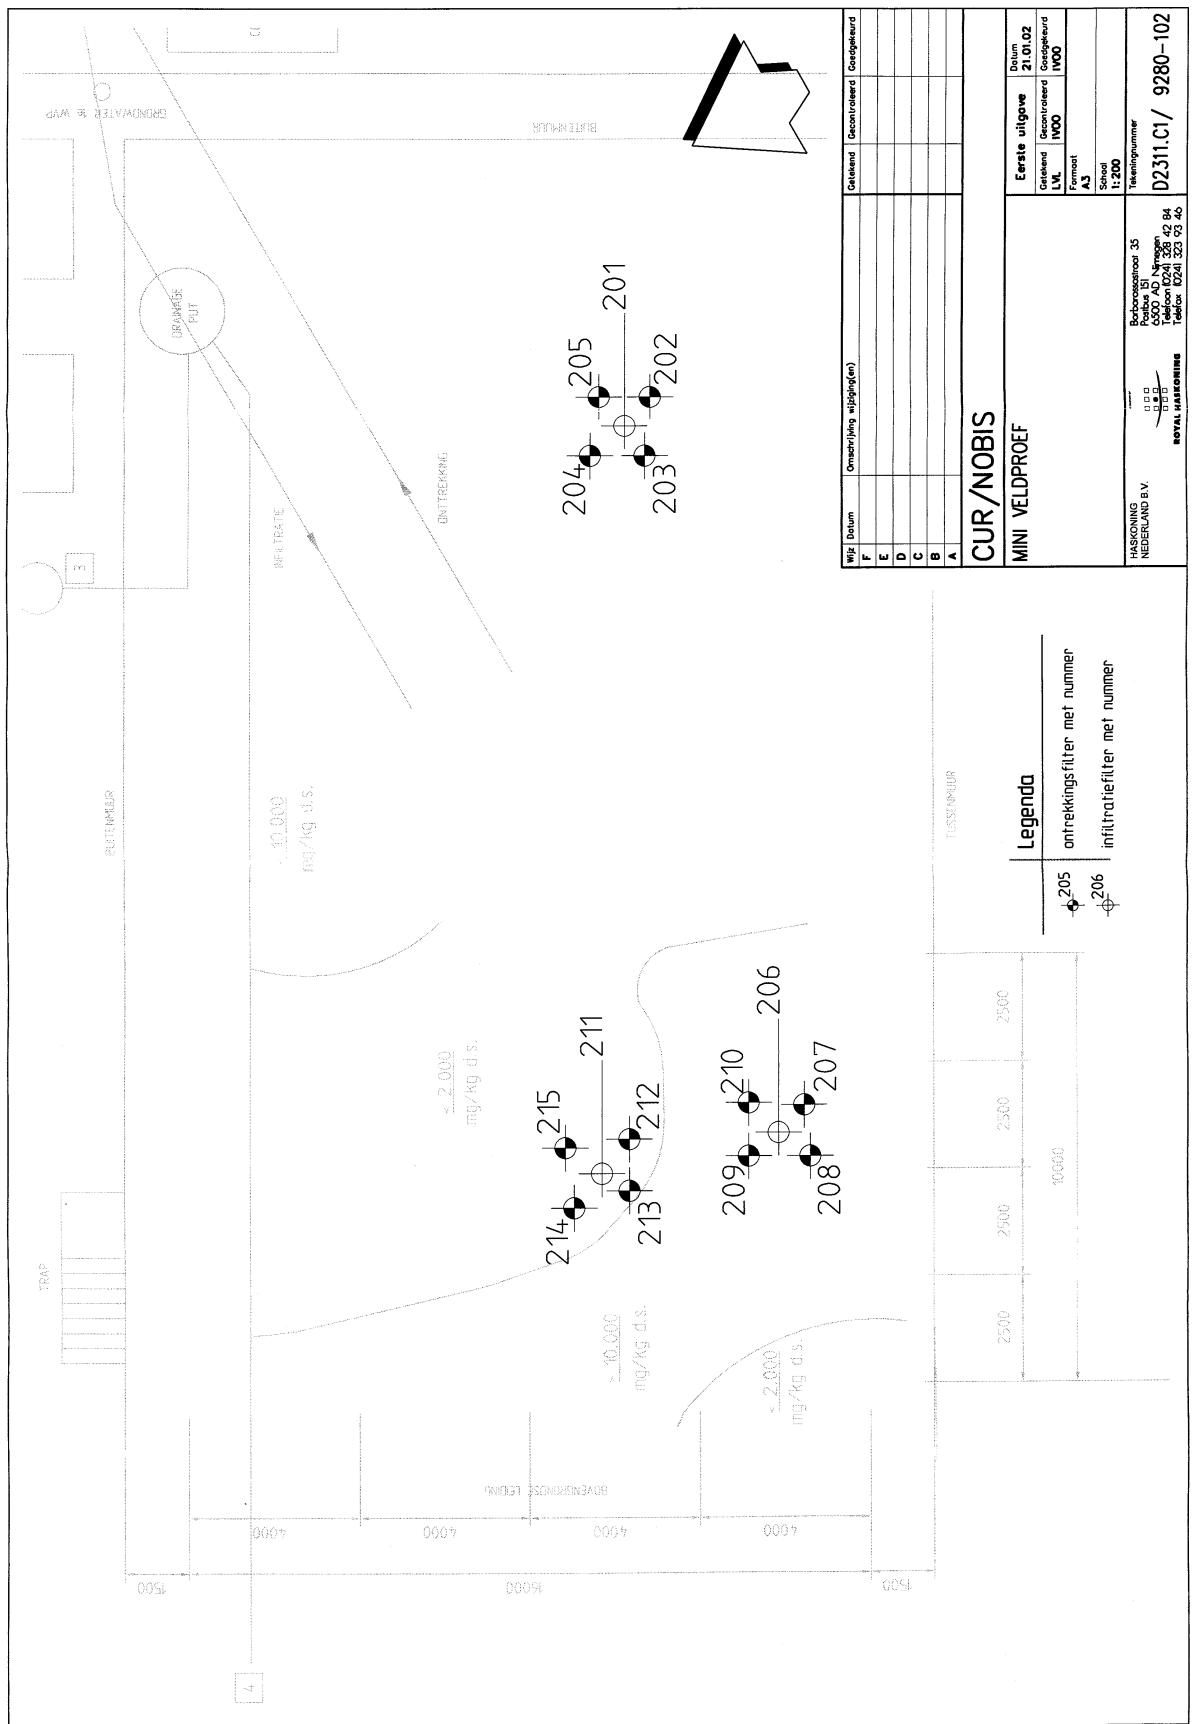 GRONDWATER 1e WVP
BUITENMUUR
DRAINAGE
PUT
INFILTRATIE
ONTTREKKING
3
BUITENMUUR
> 10.000
mg/kg d.s.
< 2.000
mg/kg d.s.
TRAP
> 10.000
mg/kg d.s.
< 2.000
mg/kg d.s.
TUSSENMUUR
BOVENGRONDSE LEIDING
4000
4000
4000
4000
1500
16000
1500
4
2500
2500
2500
2500
10000
201
202
203
204
205
206
207
208
209
210
211
212
213
214
215
Legenda
205 ontrekkingsfilter met nummer
206 infiltratiefilter met nummer
Wijz Datum Omschrijving wijziging(en) Getekend Gecontroleerd Goedgekeurd
F
E
D
C
B
A
CUR/NOBIS
MINI VELDPROEF
Eerste uitgave
Datum
21.01.02
Getekend
LVL
Gecontroleerd
IVOO
Goedgekeurd
IVOO
Formaat
A3
Schaal
1:200
HASKONING
NEDERLAND B.V.
ROYAL HASKONING
Barbarossastraat 35
Postbus 151
6500 AD Nijmegen
Telefoon (024) 328 42 84
Telefax (024) 323 93 46
Tekeningnummer
D2311.C1/ 9280-102